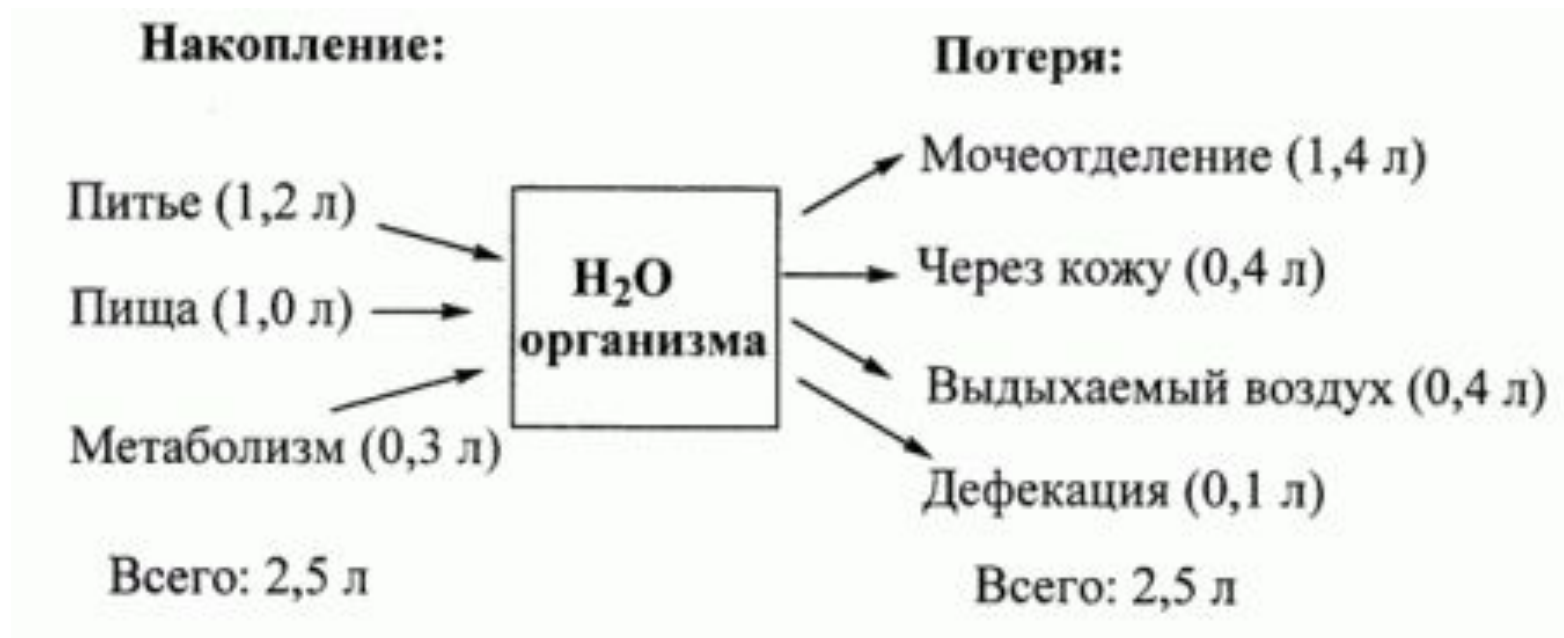 Накопление:
Питье (1,2 л)
Пища (1,0 л)
Метаболизм (0,3 л)
Всего: 2,5 л
H₂O
организма
Потеря:
Мочеотделение (1,4 л)
Через кожу (0,4 л)
Выдыхаемый воздух (0,4 л)
Дефекация (0,1 л)
Всего: 2,5 л